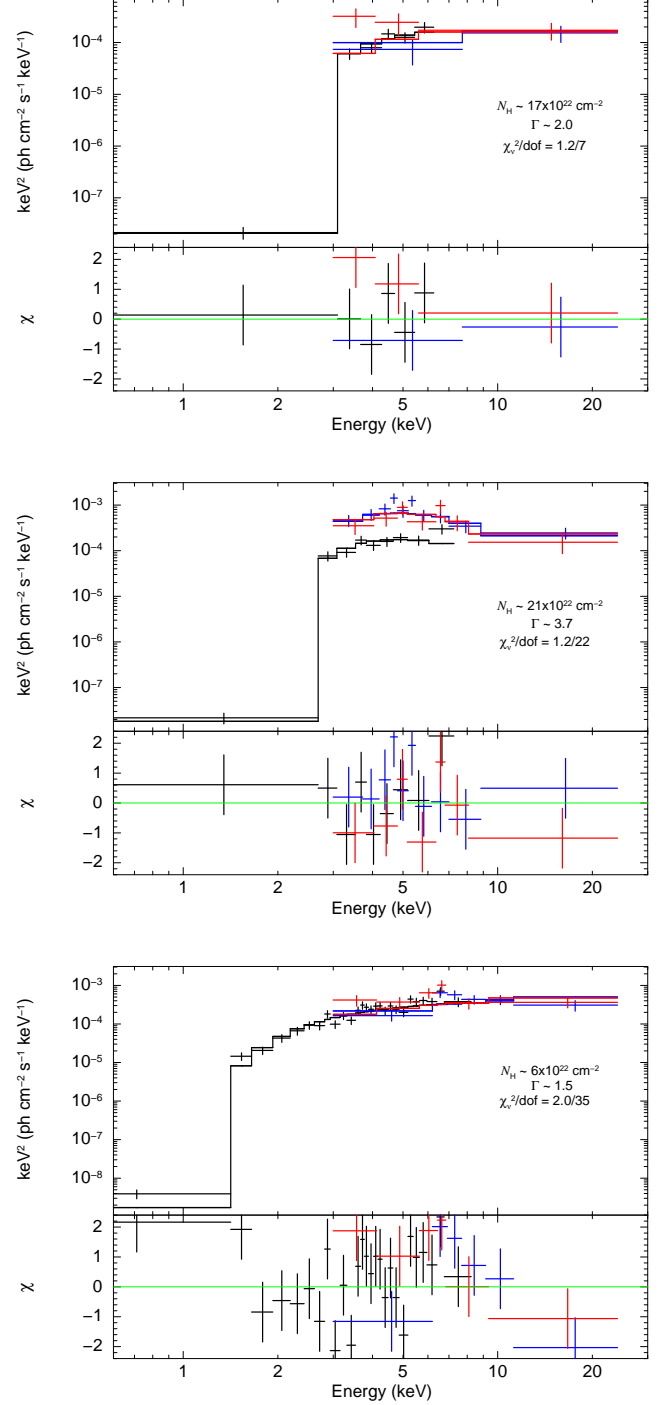 10⁻⁴
10⁻⁵
10⁻⁶
10⁻⁷
keV² (ph cm⁻² s⁻¹ keV⁻¹)
N_H ~ 17x10²² cm⁻²
Γ ~ 2.0
χᵥ²/dof = 1.2/7
2
1
0
−1
−2
χ
1 2 5 10 20
Energy (keV)
10⁻³
10⁻⁴
10⁻⁵
10⁻⁶
10⁻⁷
keV² (ph cm⁻² s⁻¹ keV⁻¹)
N_H ~ 21x10²² cm⁻²
Γ ~ 3.7
χᵥ²/dof = 1.2/22
2
1
0
−1
−2
χ
1 2 5 10 20
Energy (keV)
10⁻³
10⁻⁴
10⁻⁵
10⁻⁶
10⁻⁷
10⁻⁸
keV² (ph cm⁻² s⁻¹ keV⁻¹)
N_H ~ 6x10²² cm⁻²
Γ ~ 1.5
χᵥ²/dof = 2.0/35
2
1
0
−1
−2
χ
1 2 5 10 20
Energy (keV)